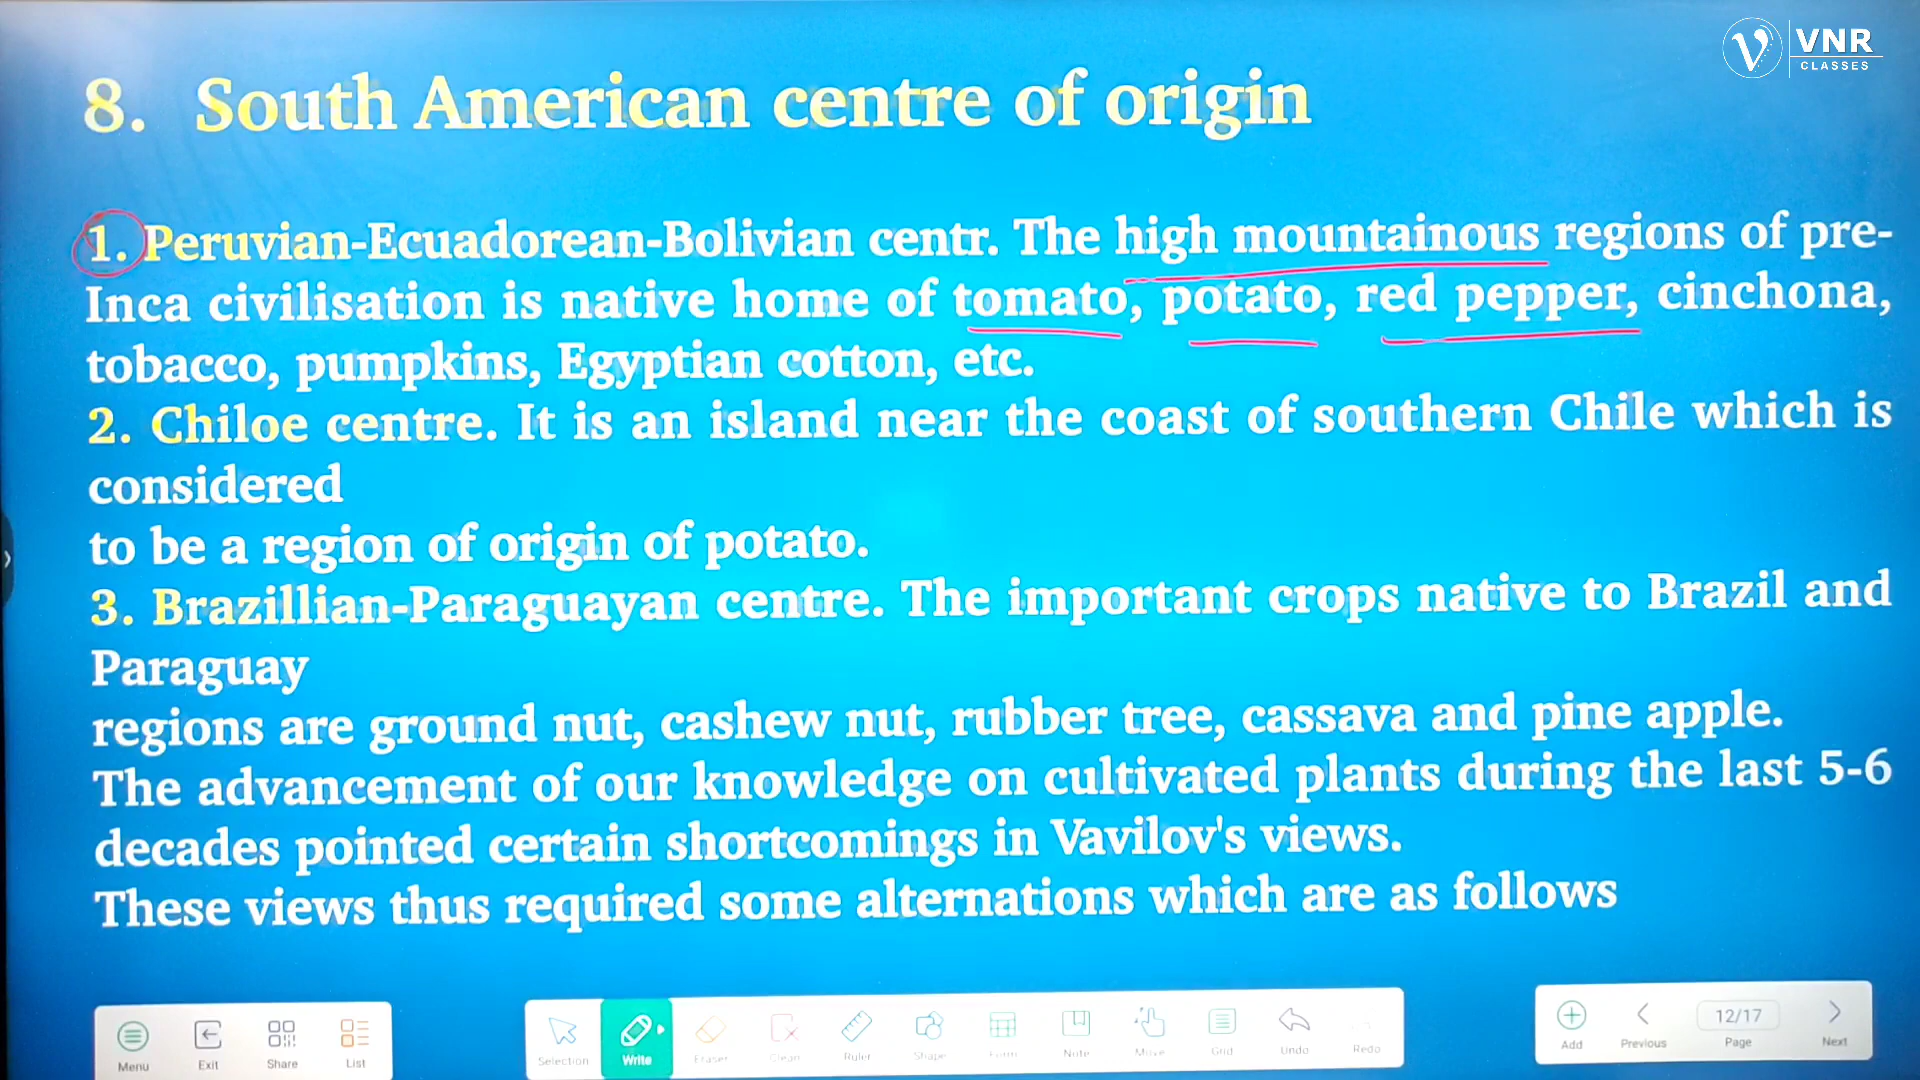 VNR
CLASSES
8. South American centre of origin
1. Peruvian-Ecuadorean-Bolivian centr. The high mountainous regions of pre-
Inca civilisation is native home of tomato, potato, red pepper, cinchona,
tobacco, pumpkins, Egyptian cotton, etc.
2. Chiloe centre. It is an island near the coast of southern Chile which is
considered
to be a region of origin of potato.
3. Brazillian-Paraguayan centre. The important crops native to Brazil and
Paraguay
regions are ground nut, cashew nut, rubber tree, cassava and pine apple.
The advancement of our knowledge on cultivated plants during the last 5-6
decades pointed certain shortcomings in Vavilov's views.
These views thus required some alternations which are as follows
Menu Exit Share List Selection Write Eraser Clean Ruler Shape Form Note Move Grid Undo Redo Add Previous 12/17 Page Next